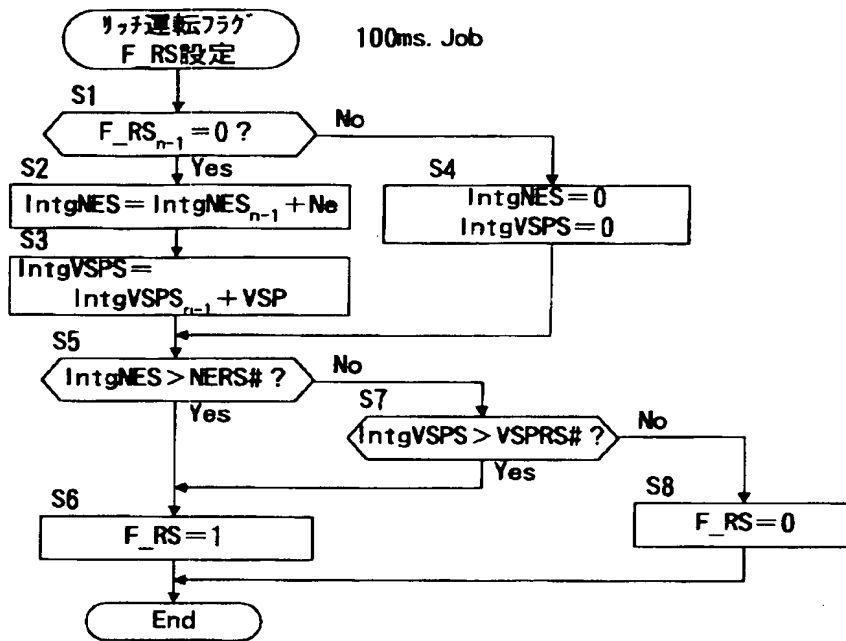 リッチ運転フラグ
F_RS設定
100ms. Job
S1
F_RSn-1=0?
No
Yes
S2
IntgNES=IntgNESn-1+Ne
S4
IntgNES=0
IntgVSPS=0
S3
IntgVSPS=
IntgVSPSn-1+VSP
S5
IntgNES>NERS#?
No
Yes
S7
IntgVSPS>VSPRS#?
No
Yes
S6
F_RS=1
S8
F_RS=0
End